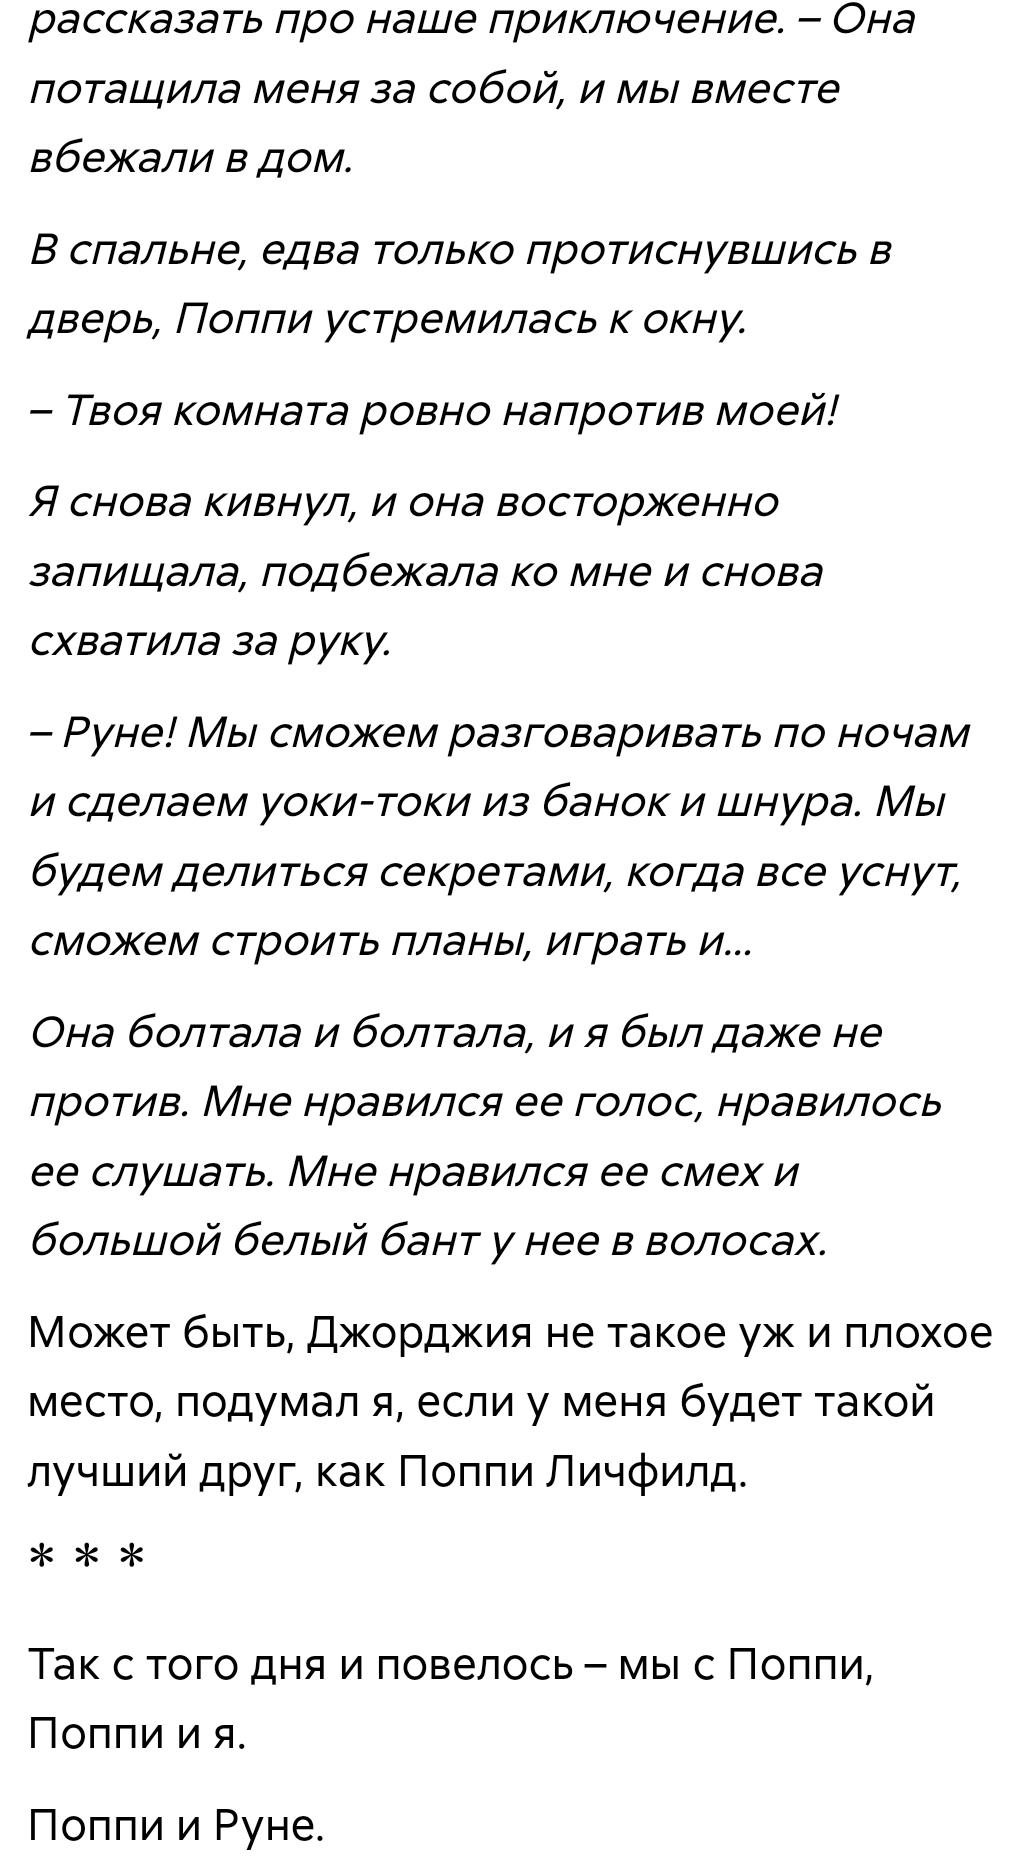 рассказать про наше приключение. – Она
потащила меня за собой, и мы вместе
вбежали в дом.
В спальне, едва только протиснувшись в
дверь, Поппи устремилась к окну.
– Твоя комната ровно напротив моей!
Я снова кивнул, и она восторженно
запищала, подбежала ко мне и снова
схватила за руку.
– Руне! Мы сможем разговаривать по ночам
и сделаем уоки-токи из банок и шнура. Мы
будем делиться секретами, когда все уснут,
сможем строить планы, играть и...
Она болтала и болтала, и я был даже не
против. Мне нравился ее голос, нравилось
ее слушать. Мне нравился ее смех и
большой белый бант у нее в волосах.
Может быть, Джорджия не такое уж и плохое
место, подумал я, если у меня будет такой
лучший друг, как Поппи Личфилд.
* * *
Так с того дня и повелось – мы с Поппи,
Поппи и я.
Поппи и Руне.